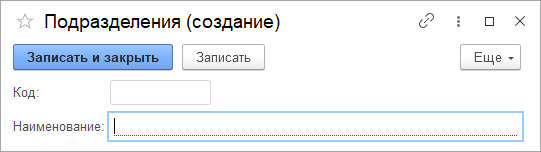 Подразделения (создание)
Записать и закрыть Записать Еще
Код:
Наименование: